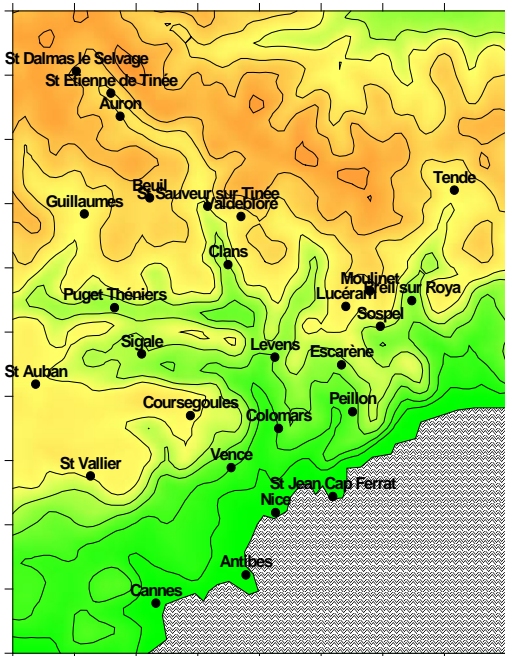 St Dalmas le Selvage
St Etienne de Tinée
Auron
Tende
Beuil
St Sauveur sur Tinée
Guillaumes
Valdeblore
Clans
Moulinet
Breil sur Roya
Puget Théniers
Lucéram
Sospel
Sigale
Levens
Escarène
St Auban
Coursegoules
Peillon
Colomars
Vence
St Vallier
St Jean Cap Ferrat
Nice
Antibes
Cannes